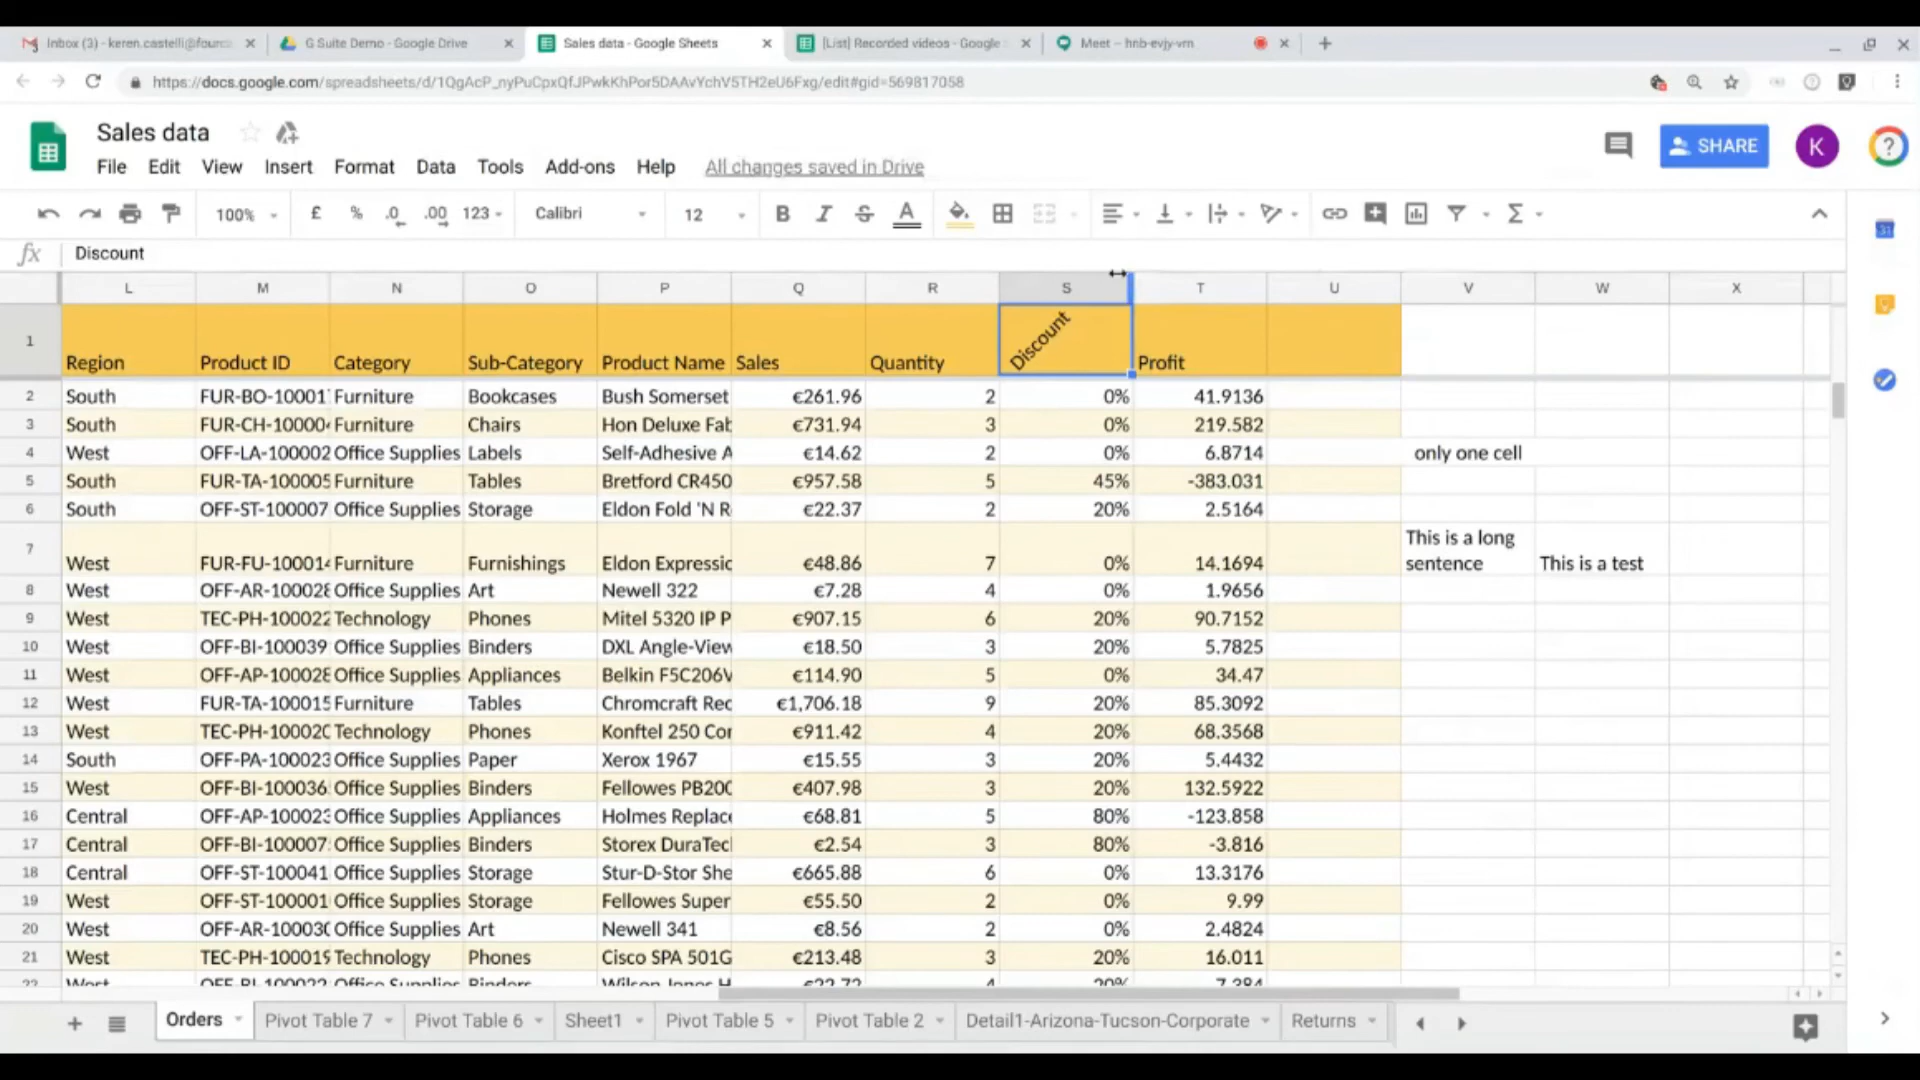 Inbox (3) - keren.castelli@fourc
G Suite Demo - Google Drive
Sales data - Google Sheets
[List] Recorded videos - Google
Meet – hnb-evjy-vrn
https://docs.google.com/spreadsheets/d/1QgAcP_nyPuCpxQfJPwkKhPor5DAAvYchV5TH2eU6Fxg/edit#gid=569817058
Sales data
File Edit View Insert Format Data Tools Add-ons Help All changes saved in Drive
SHARE
K
100% £ % .0 .00 123 Calibri 12 B I S A
fx Discount
L M N O P Q R S T U V W X
1 Region Product ID Category Sub-Category Product Name Sales Quantity Discount Profit
2 South FUR-BO-10001 Furniture Bookcases Bush Somerset €261.96 2 0% 41.9136
3 South FUR-CH-10000 Furniture Chairs Hon Deluxe Fab €731.94 3 0% 219.582
4 West OFF-LA-100002 Office Supplies Labels Self-Adhesive A €14.62 2 0% 6.8714 only one cell
5 South FUR-TA-100005 Furniture Tables Bretford CR450 €957.58 5 45% -383.031
6 South OFF-ST-100007 Office Supplies Storage Eldon Fold 'N R €22.37 2 20% 2.5164
7 West FUR-FU-100014 Furniture Furnishings Eldon Expressio €48.86 7 0% 14.1694 This is a long sentence This is a test
8 West OFF-AR-100028 Office Supplies Art Newell 322 €7.28 4 0% 1.9656
9 West TEC-PH-100022 Technology Phones Mitel 5320 IP P €907.15 6 20% 90.7152
10 West OFF-BI-100039 Office Supplies Binders DXL Angle-View €18.50 3 20% 5.7825
11 West OFF-AP-100028 Office Supplies Appliances Belkin F5C206V €114.90 5 0% 34.47
12 West FUR-TA-100015 Furniture Tables Chromcraft Rec €1,706.18 9 20% 85.3092
13 West TEC-PH-100020 Technology Phones Konftel 250 Con €911.42 4 20% 68.3568
14 South OFF-PA-100023 Office Supplies Paper Xerox 1967 €15.55 3 20% 5.4432
15 West OFF-BI-100036 Office Supplies Binders Fellowes PB200 €407.98 3 20% 132.5922
16 Central OFF-AP-100023 Office Supplies Appliances Holmes Replace €68.81 5 80% -123.858
17 Central OFF-BI-100007 Office Supplies Binders Storex DuraTecl €2.54 3 80% -3.816
18 Central OFF-ST-100041 Office Supplies Storage Stur-D-Stor She €665.88 6 0% 13.3176
19 West OFF-ST-100001 Office Supplies Storage Fellowes Super €55.50 2 0% 9.99
20 West OFF-AR-100030 Office Supplies Art Newell 341 €8.56 2 0% 2.4824
21 West TEC-PH-100019 Technology Phones Cisco SPA 501G €213.48 3 20% 16.011
22 West OFF-BI-100022 Office Supplies Binders Wilson Jones H €22.72 4 20% 7.384
Orders Pivot Table 7 Pivot Table 6 Sheet1 Pivot Table 5 Pivot Table 2 Detail1-Arizona-Tucson-Corporate Returns